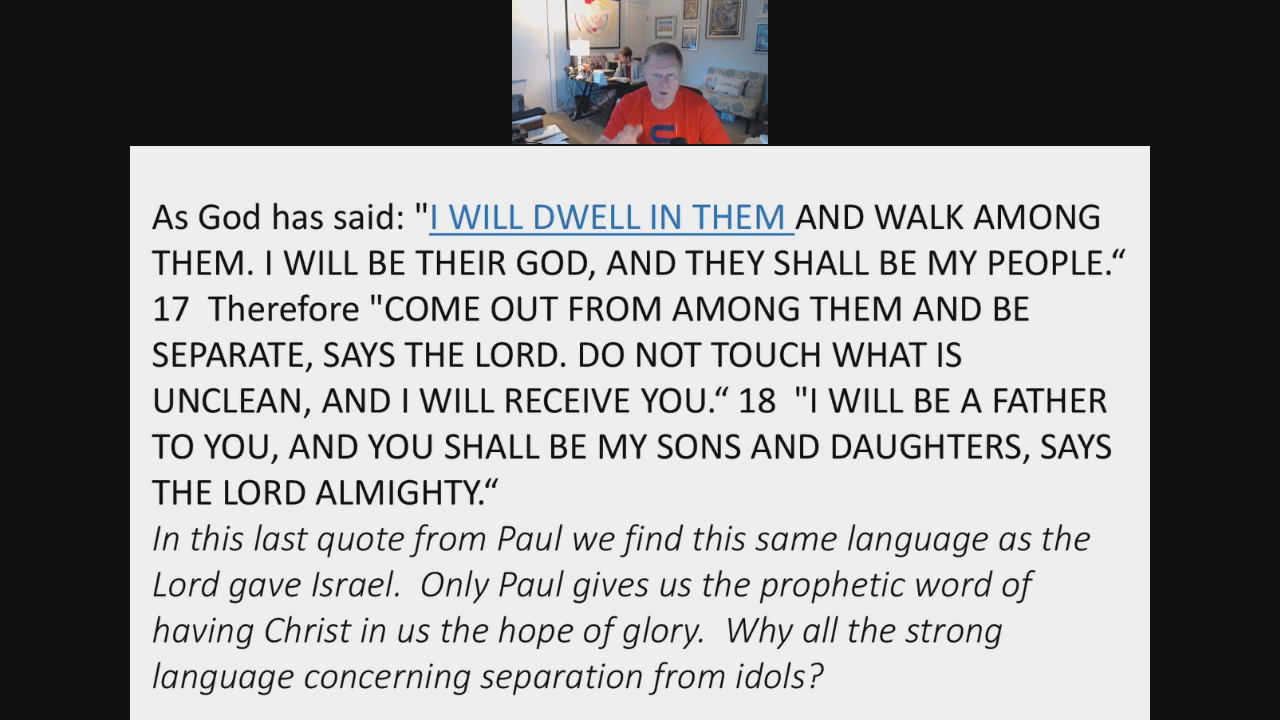 As God has said: "I WILL DWELL IN THEM AND WALK AMONG
THEM. I WILL BE THEIR GOD, AND THEY SHALL BE MY PEOPLE.“
17  Therefore "COME OUT FROM AMONG THEM AND BE
SEPARATE, SAYS THE LORD. DO NOT TOUCH WHAT IS
UNCLEAN, AND I WILL RECEIVE YOU.“ 18  "I WILL BE A FATHER
TO YOU, AND YOU SHALL BE MY SONS AND DAUGHTERS, SAYS
THE LORD ALMIGHTY.“
In this last quote from Paul we find this same language as the
Lord gave Israel.  Only Paul gives us the prophetic word of
having Christ in us the hope of glory.  Why all the strong
language concerning separation from idols?